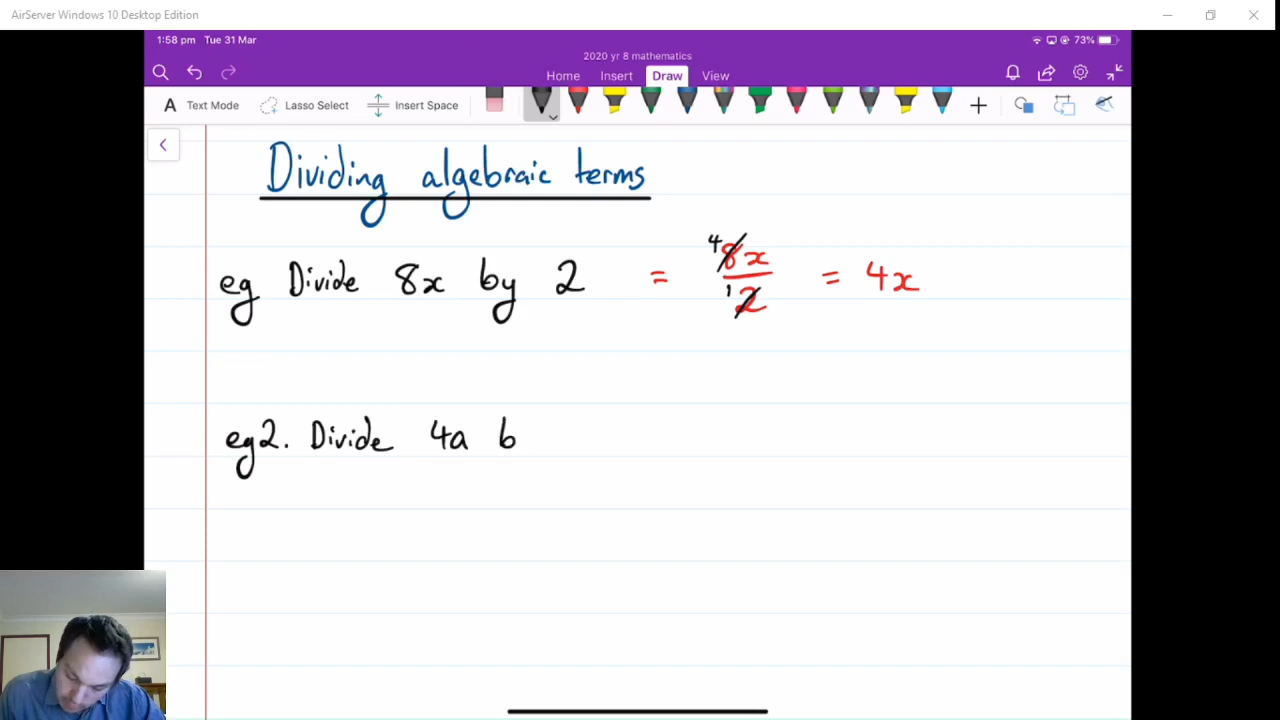 AirServer Windows 10 Desktop Edition
1:58 pm Tue 31 Mar 73%
2020 yr 8 mathematics
Home Insert Draw View
A Text Mode Lasso Select Insert Space
Dividing algebraic terms
eg Divide 8x by 2 = 4 8x / 1 2 = 4x
eg2. Divide 4a b